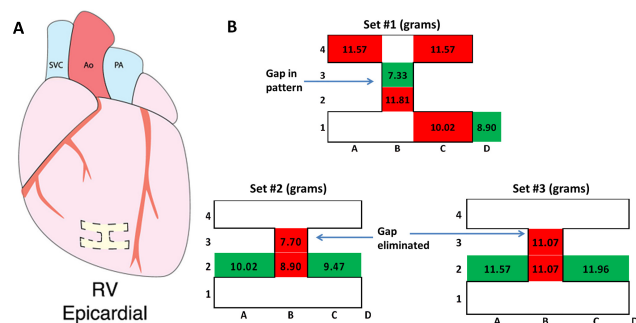 A
SVC
Ao
PA
RV
Epicardial
B
Set #1 (grams)
4
11.57
11.57
Gap in
pattern
3
7.33
2
11.81
1
10.02
8.90
A
B
C
D
Set #2 (grams)
4
3
7.70
2
10.02
8.90
9.47
1
A
B
C
D
Gap
eliminated
Set #3 (grams)
4
3
11.07
2
11.57
11.07
11.96
1
A
B
C
D